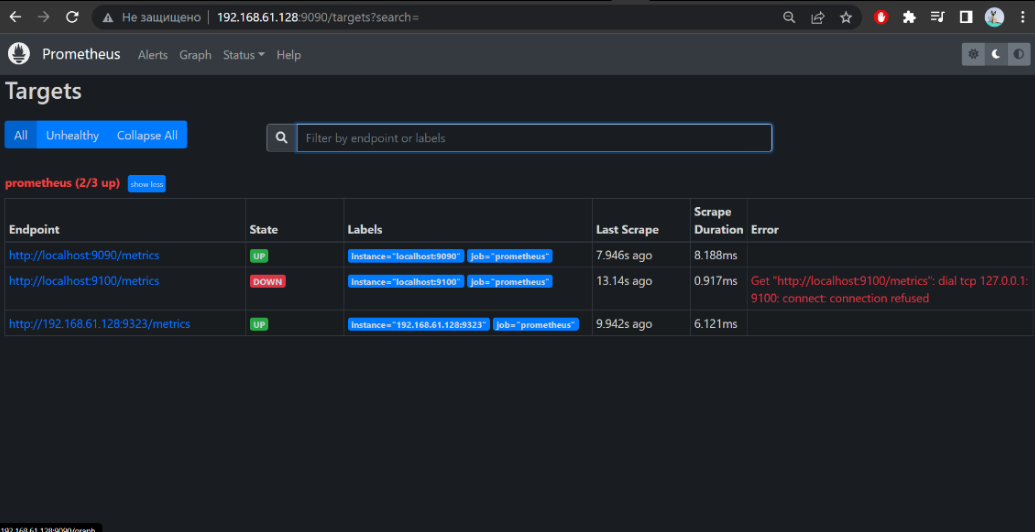 Не защищено 192.168.61.128:9090/targets?search=
Prometheus Alerts Graph Status Help
Targets
All Unhealthy Collapse All
Filter by endpoint or labels
prometheus (2/3 up) show less
Endpoint State Labels Last Scrape Scrape Duration Error
http://localhost:9090/metrics UP instance="localhost:9090" job="prometheus" 7.946s ago 8.188ms
http://localhost:9100/metrics DOWN instance="localhost:9100" job="prometheus" 13.14s ago 0.917ms Get "http://localhost:9100/metrics": dial tcp 127.0.0.1:
9100: connect: connection refused
http://192.168.61.128:9323/metrics UP instance="192.168.61.128:9323" job="prometheus" 9.942s ago 6.121ms
192.168.61.128:9090/graph